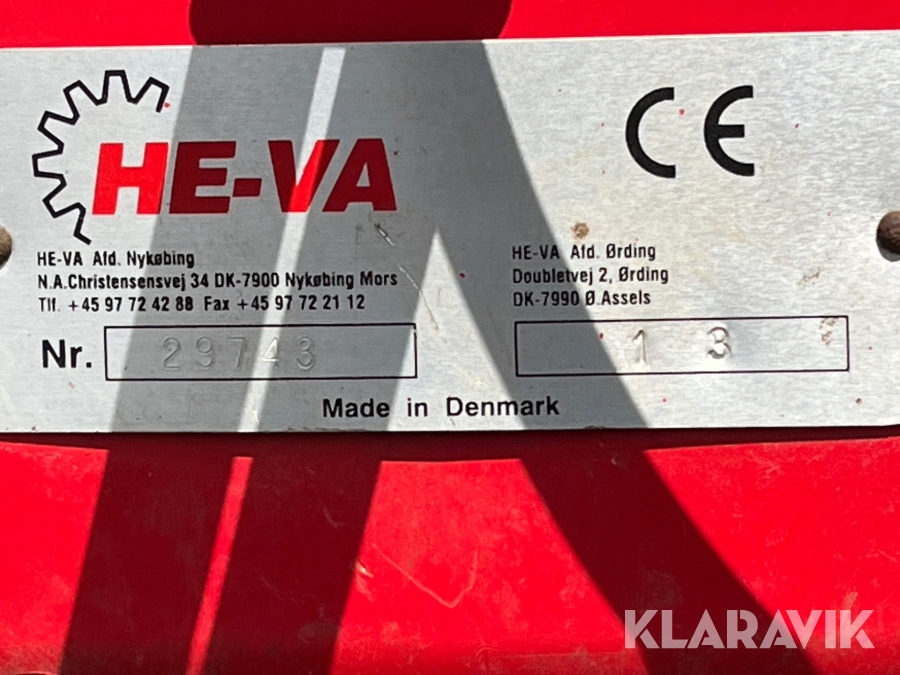 HE-VA
CE
HE-VA Afd. Nykøbing
N.A.Christensensvej 34 DK-7900 Nykøbing Mors
Tlf. +45 97 72 42 88 Fax +45 97 72 21 12
HE-VA Afd. Ørding
Doubletvej 2, Ørding
DK-7990 Ø.Assels
Nr. 29743
13
Made in Denmark
KLARAVIK